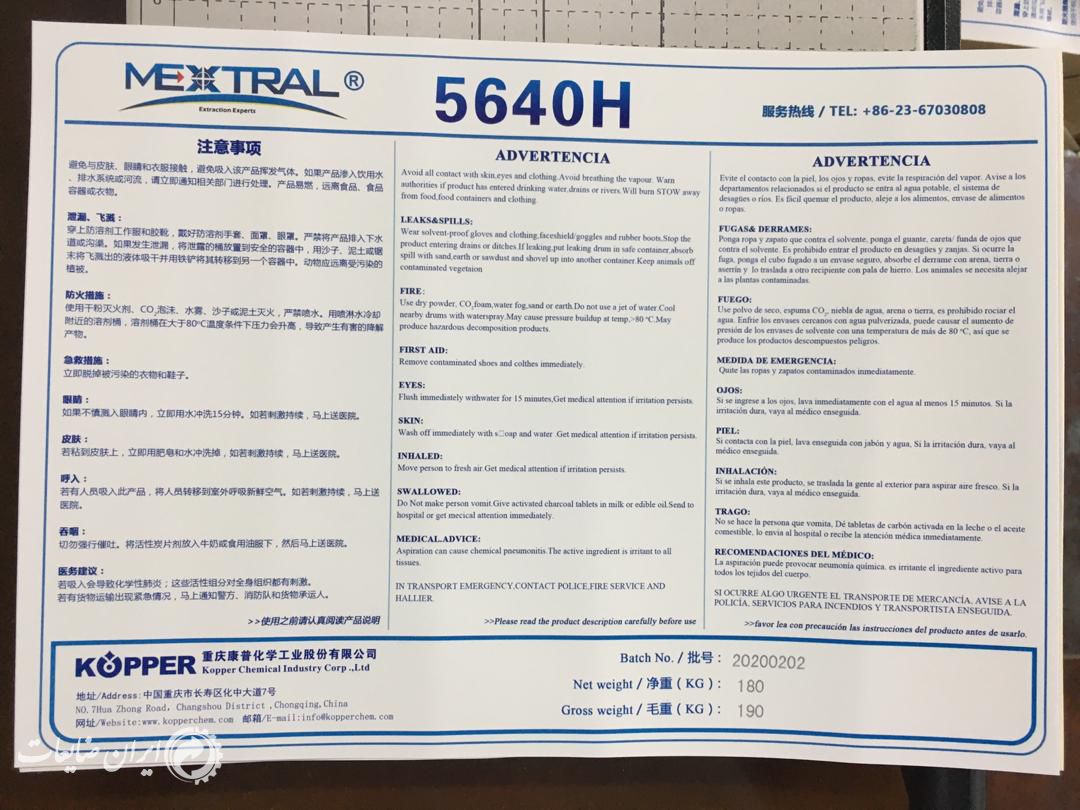 MEXTRAL®
Extraction Experts
5640H
服务热线 / TEL: +86-23-67030808
注意事项
避免与皮肤、眼睛和衣服接触，避免吸入该产品挥发气体。如果产品渗入饮用水
、排水系统或河流，请立即通知相关部门进行处理。产品易燃，远离食品、食品
容器或衣物。
泄漏、飞溅：
穿上防溶剂工作服和胶靴，戴好防溶剂手套、面罩、眼罩。严禁将产品排入下水
道或沟渠。如果发生泄漏，将泄露的桶放置到安全的容器中，用沙子、泥土或锯
末将飞溅出的液体吸干并用铁铲将其转移到另一个容器中。动物应远离受污染的
植被。
防火措施：
使用干粉灭火剂、CO₂泡沫、水雾、沙子或泥土灭火，严禁喷水。用喷淋水冷却
附近的溶剂桶，溶剂桶在大于80℃温度条件下压力会升高，导致产生有害的降解
产物。
急救措施：
立即脱掉被污染的衣物和鞋子。
眼睛：
如果不慎溅入眼睛内，立即用水冲洗15分钟。如若刺激持续，马上送医院。
皮肤：
若粘到皮肤上，立即用肥皂和水冲洗掉，如若刺激持续，马上送医院。
呼入：
若有人员吸入此产品，将人员转移到室外呼吸新鲜空气。如若刺激持续，马上送
医院。
吞咽：
切勿强行催吐。将活性炭片剂放入牛奶或食用油服下，然后马上送医院。
医务建议：
若吸入会导致化学性肺炎；这些活性组分对全身组织都有刺激。
若有货物运输出现紧急情况，马上通知警方、消防队和货物承运人。
>>使用之前请认真阅读产品说明
ADVERTENCIA
Avoid all contact with skin,eyes and clothing.Avoid breathing the vapour. Warn
authorities if product has entered drinking water,drains or rivers.Will burn STOW away
from food,food containers and clothing.
LEAKS&SPILLS:
Wear solvent-proof gloves and clothing,faceshield/goggles and rubber boots.Stop the
product entering drains or ditches.If leaking,put leaking drum in safe container,absorb
spill with sand,earth or sawdust and shovel up into another container.Keep animals off
contaminated vegetaion
FIRE:
Use dry powder, CO₂foam,water fog,sand or earth.Do not use a jet of water.Cool
nearby drums with waterspray.May cause pressure buildup at temp,>80 °C.May
produce hazardous decomposition products.
FIRST AID:
Remove contaminated shoes and colthes immediately.
EYES:
Flush immediately withwater for 15 minutes,Get medical attention if irritation persists.
SKIN:
Wash off immediately with s□oap and water .Get medical attention if irritation persists.
INHALED:
Move person to fresh air.Get medical attention if irritation persists.
SWALLOWED:
Do Not make person vomit.Give activated charcoal tablets in milk or edible oil.Send to
hospital or get mecical attention immediately.
MEDICAL.ADVICE:
Aspiration can cause chemical pneumonitis.The active ingredient is irritant to all
tissues.
IN TRANSPORT EMERGENCY.CONTACT POLICE,FIRE SERVICE AND
HALLIER.
>>Please read the product description carefully before use
ADVERTENCIA
Evite el contacto con la piel, los ojos y ropas, evite la respiración del vapor. Avise a los
departamentos relacionados si el producto se entra al agua potable, el sistema de
desagües o ríos. Es fácil quemar el producto, aleje a los alimentos, envase de alimentos
o ropas.
FUGAS& DERRAMES:
Ponga ropa y zapato que contra el solvente, ponga el guante, careta/ funda de ojos que
contra el solvente. Es prohibido entrar el producto en desagües y zanjas. Si ocurre la
fuga, ponga el cubo fugado a un envase seguro, absorbe el derrame con arena, tierra o
aserrín y lo traslada a otro recipiente con pala de hierro. Los animales se necesita alejar
a las plantas contaminadas.
FUEGO:
Use polvo de seco, espuma CO₂, niebla de agua, arena o tierra, es prohibido rociar el
agua. Enfríe los envases cercanos con agua pulverizada, puede causar el aumento de
presión de los envases de solvente con una temperatura de más de 80 °C, así que se
produce los productos descompuestos peligros.
MEDIDA DE EMERGENCIA:
Quite las ropas y zapatos contaminados inmediatamente.
OJOS:
Si se ingrese a los ojos, lava inmediatamente con el agua al menos 15 minutos. Si la
irritación dura, vaya al médico enseguida.
PIEL:
Si contacta con la piel, lava enseguida con jabón y agua, Si la irritación dura, vaya al
médico enseguida.
INHALACIÓN:
Si se inhala este producto, se traslada la gente al exterior para aspirar aire fresco. Si la
irritación dura, vaya al médico enseguida.
TRAGO:
No se hace la persona que vomita, Dé tabletas de carbón activada en la leche o el aceite
comestible, lo envia al hospital o recibe la atención médica inmediatamente.
RECOMENDACIONES DEL MÉDICO:
La aspiración puede provocar neumonía química. es irritante el ingrediente activo para
todos los tejidos del cuerpo.
SI OCURRE ALGO URGENTE EL TRANSPORTE DE MERCANCÍA, AVISE A LA
POLICÍA, SERVICIOS PARA INCENDIOS Y TRANSPORTISTA ENSEGUIDA.
>>favor lea con precaución las instrucciones del producto antes de usarlo.
KOPPER 重庆康普化学工业股份有限公司
Kopper Chemical Industry Corp .,Ltd
地址/Address:中国重庆市长寿区化中大道7号
NO.7Hua Zhong Road, Changshou District ,Chongqing,China
网址/Website:www.kopperchem.com 邮箱/E-mail:info@kopperchem.com
Batch No. / 批号： 20200202
Net weight / 净重（KG）： 180
Gross weight / 毛重（KG）： 190
ایران ضایعات